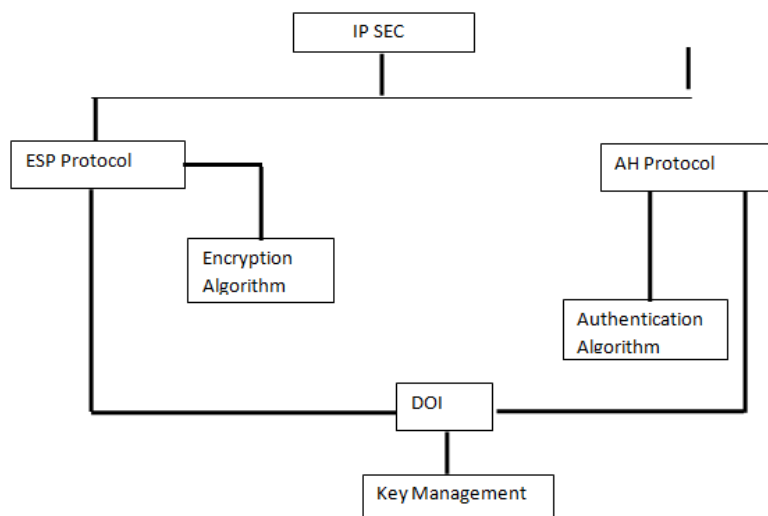 IP SEC
ESP Protocol
AH Protocol
Encryption
Algorithm
Authentication
Algorithm
DOI
Key Management